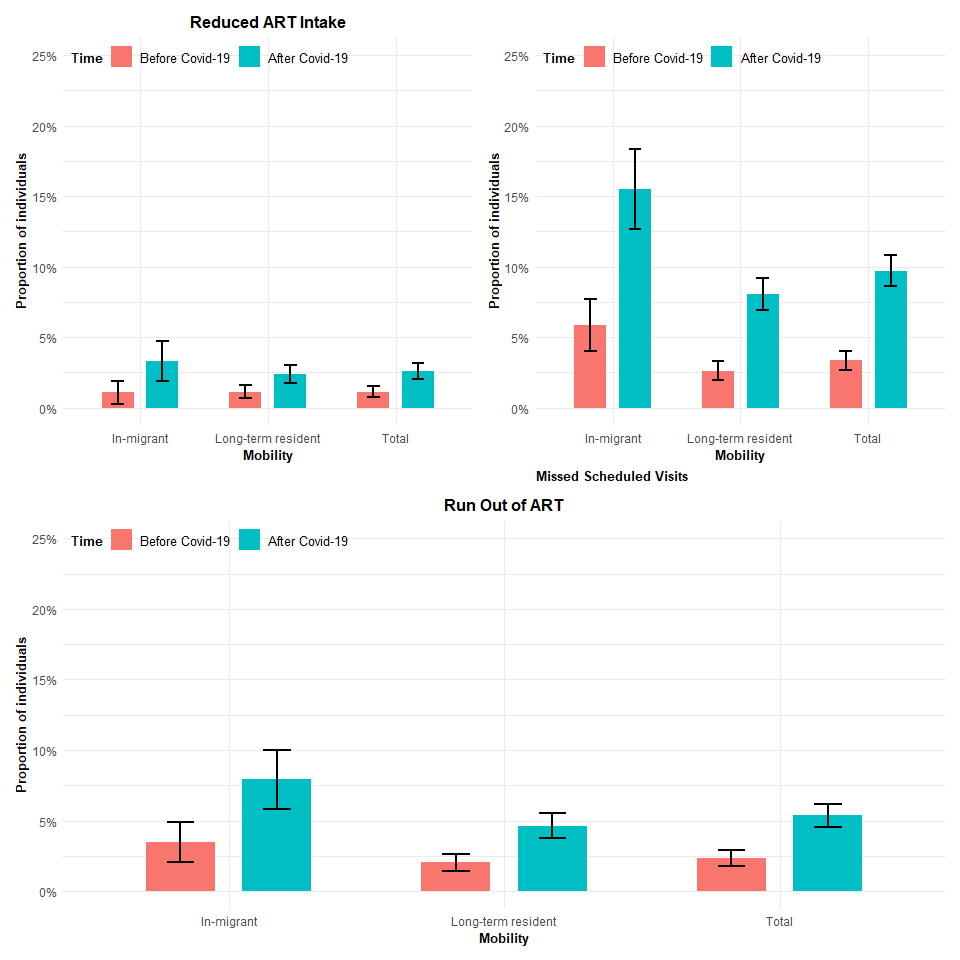 Reduced ART Intake
Time Before Covid-19 After Covid-19
25%
20%
15%
10%
5%
0%
Proportion of individuals
In-migrant Long-term resident Total
Mobility
Time Before Covid-19 After Covid-19
25%
20%
15%
10%
5%
0%
Proportion of individuals
In-migrant Long-term resident Total
Mobility
Missed Scheduled Visits
Run Out of ART
Time Before Covid-19 After Covid-19
25%
20%
15%
10%
5%
0%
Proportion of individuals
In-migrant Long-term resident Total
Mobility